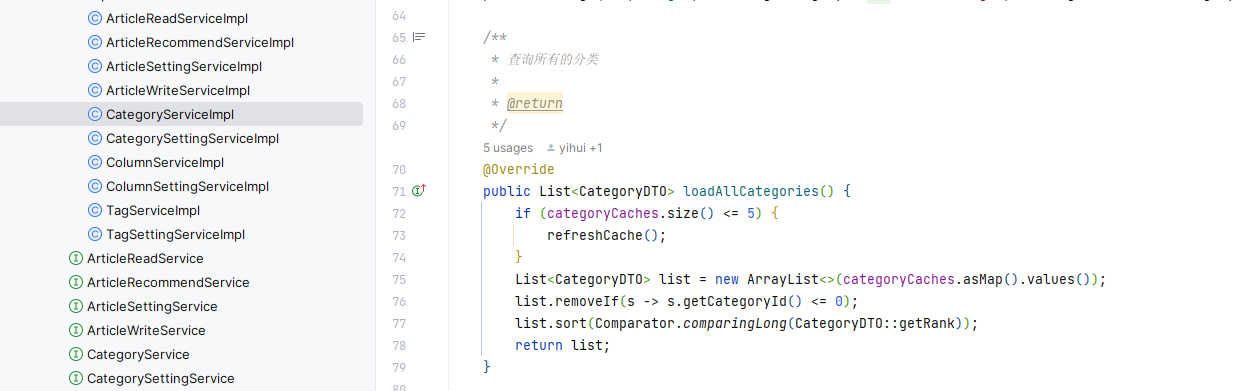 ArticleReadServiceImpl
ArticleRecommendServiceImpl
ArticleSettingServiceImpl
ArticleWriteServiceImpl
CategoryServiceImpl
CategorySettingServiceImpl
ColumnServiceImpl
ColumnSettingServiceImpl
TagServiceImpl
TagSettingServiceImpl
ArticleReadService
ArticleRecommendService
ArticleSettingService
ArticleWriteService
CategoryService
CategorySettingService
64
65 /**
66 * 查询所有的分类
67 *
68 * @return
69 */
5 usages yihui +1
70 @Override
71 public List<CategoryDTO> loadAllCategories() {
72 if (categoryCaches.size() <= 5) {
73 refreshCache();
74 }
75 List<CategoryDTO> list = new ArrayList<>(categoryCaches.asMap().values());
76 list.removeIf(s -> s.getCategoryId() <= 0);
77 list.sort(Comparator.comparingLong(CategoryDTO::getRank));
78 return list;
79 }
80